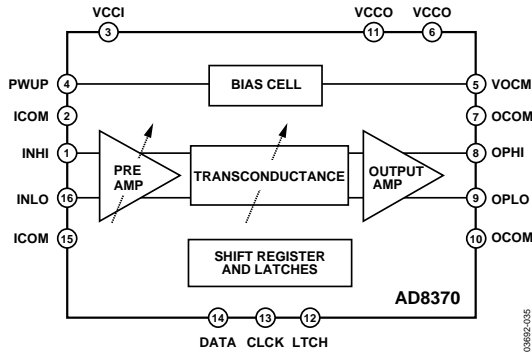 VCCI VCCO VCCO
3 11 6
PWUP 4 BIAS CELL 5 VOCM
ICOM 2 7 OCOM
INHI 1 PRE AMP TRANSCONDUCTANCE OUTPUT AMP 8 OPHI
INLO 16 9 OPLO
ICOM 15 10 OCOM
SHIFT REGISTER
AND LATCHES
AD8370
14 13 12
DATA CLCK LTCH
03692-035